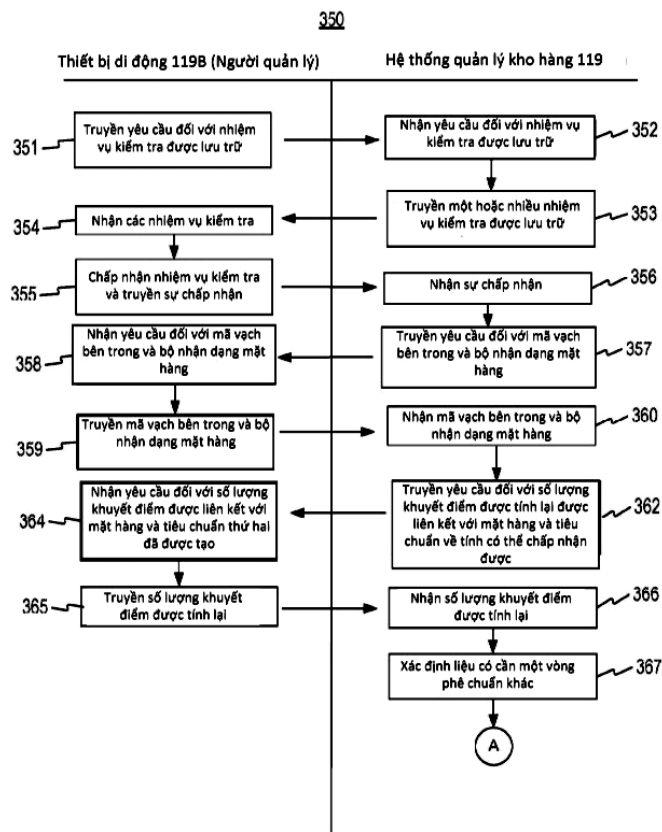 350
Thiết bị di động 119B (Người quản lý)
Hệ thống quản lý kho hàng 119
351
Truyền yêu cầu đối với nhiệm
vụ kiểm tra được lưu trữ
Nhận yêu cầu đối với nhiệm vụ
kiểm tra được lưu trữ
352
Truyền một hoặc nhiều nhiệm
vụ kiểm tra được lưu trữ
353
354
Nhận các nhiệm vụ kiểm tra
355
Chấp nhận nhiệm vụ kiểm tra
và truyền sự chấp nhận
Nhận sự chấp nhận
356
Truyền yêu cầu đối với mã vạch
bên trong và bộ nhận dạng mặt
hàng
357
358
Nhận yêu cầu đối với mã vạch
bên trong và bộ nhận dạng mặt
hàng
359
Truyền mã vạch bên trong và bộ
nhận dạng mặt hàng
Nhận mã vạch bên trong và bộ
nhận dạng mặt hàng
360
Truyền yêu cầu đối với số lượng
khuyết điểm được tính lại được
liên kết với mặt hàng và tiêu chuẩn
về tính có thể chấp nhận
được
362
364
Nhận yêu cầu đối với số lượng
khuyết điểm được liên kết với
mặt hàng và tiêu chuẩn thứ hai
đã được tạo
365
Truyền số lượng khuyết
điểm được tính lại
Nhận số lượng khuyết điểm
được tính lại
366
Xác định liệu có cần một vòng
phê chuẩn khác
367
A